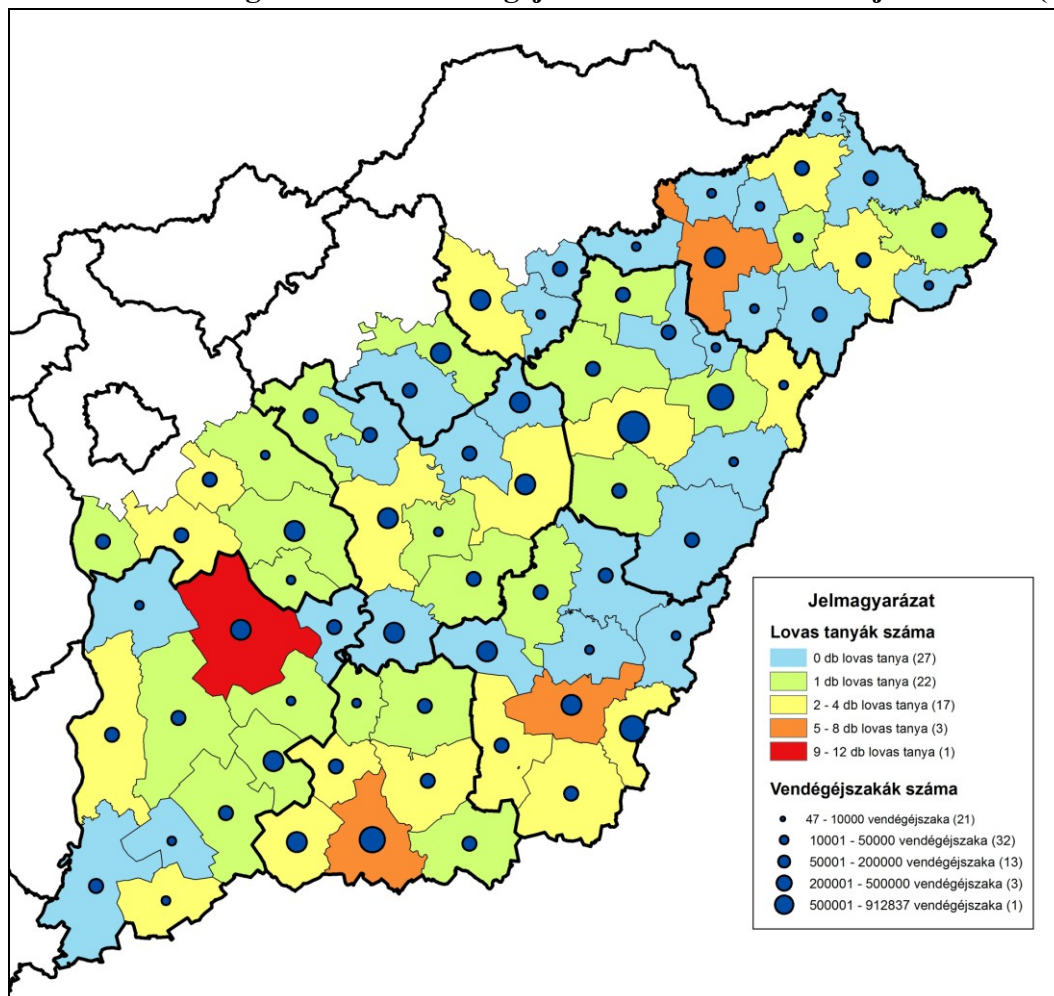 Jelmagyarázat
Lovas tanyák száma
0 db lovas tanya (27)
1 db lovas tanya (22)
2 - 4 db lovas tanya (17)
5 - 8 db lovas tanya (3)
9 - 12 db lovas tanya (1)
Vendégéjszakák száma
47 - 10000 vendégéjszaka (21)
10001 - 50000 vendégéjszaka (32)
50001 - 200000 vendégéjszaka (13)
200001 - 500000 vendégéjszaka (3)
500001 - 912837 vendégéjszaka (1)